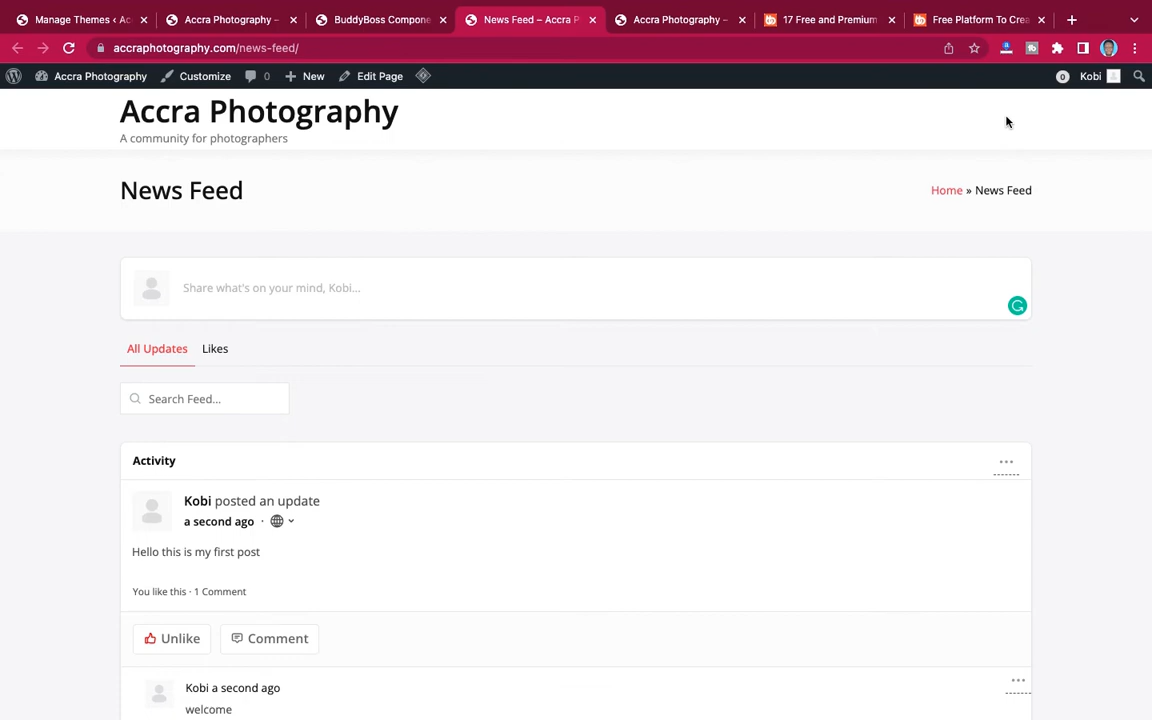 Manage Themes ‹ Ac
Accra Photography –
BuddyBoss Compone
News Feed – Accra P
Accra Photography –
17 Free and Premium
Free Platform To Crea
accraphotography.com/news-feed/
Accra Photography
Customize
0
New
Edit Page
0
Kobi
Accra Photography
A community for photographers
News Feed
Home » News Feed
Share what's on your mind, Kobi...
All Updates
Likes
Search Feed...
Activity
Kobi posted an update
a second ago ·
Hello this is my first post
You like this · 1 Comment
Unlike
Comment
Kobi a second ago
welcome